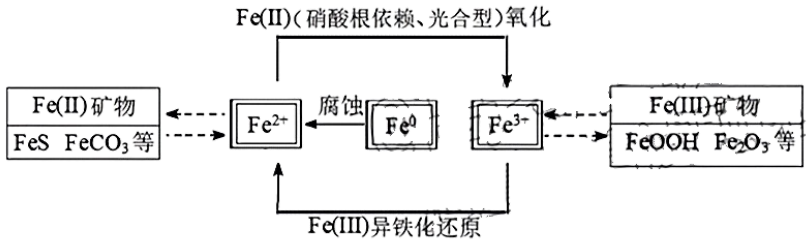 Fe(II)(硝酸根依赖、光合型)氧化
Fe(II)矿物
FeS FeCO₃等
Fe²⁺
腐蚀
Fe⁰
Fe³⁺
Fe(III)矿物
FeOOH Fe₂O₃等
Fe(III)异铁化还原